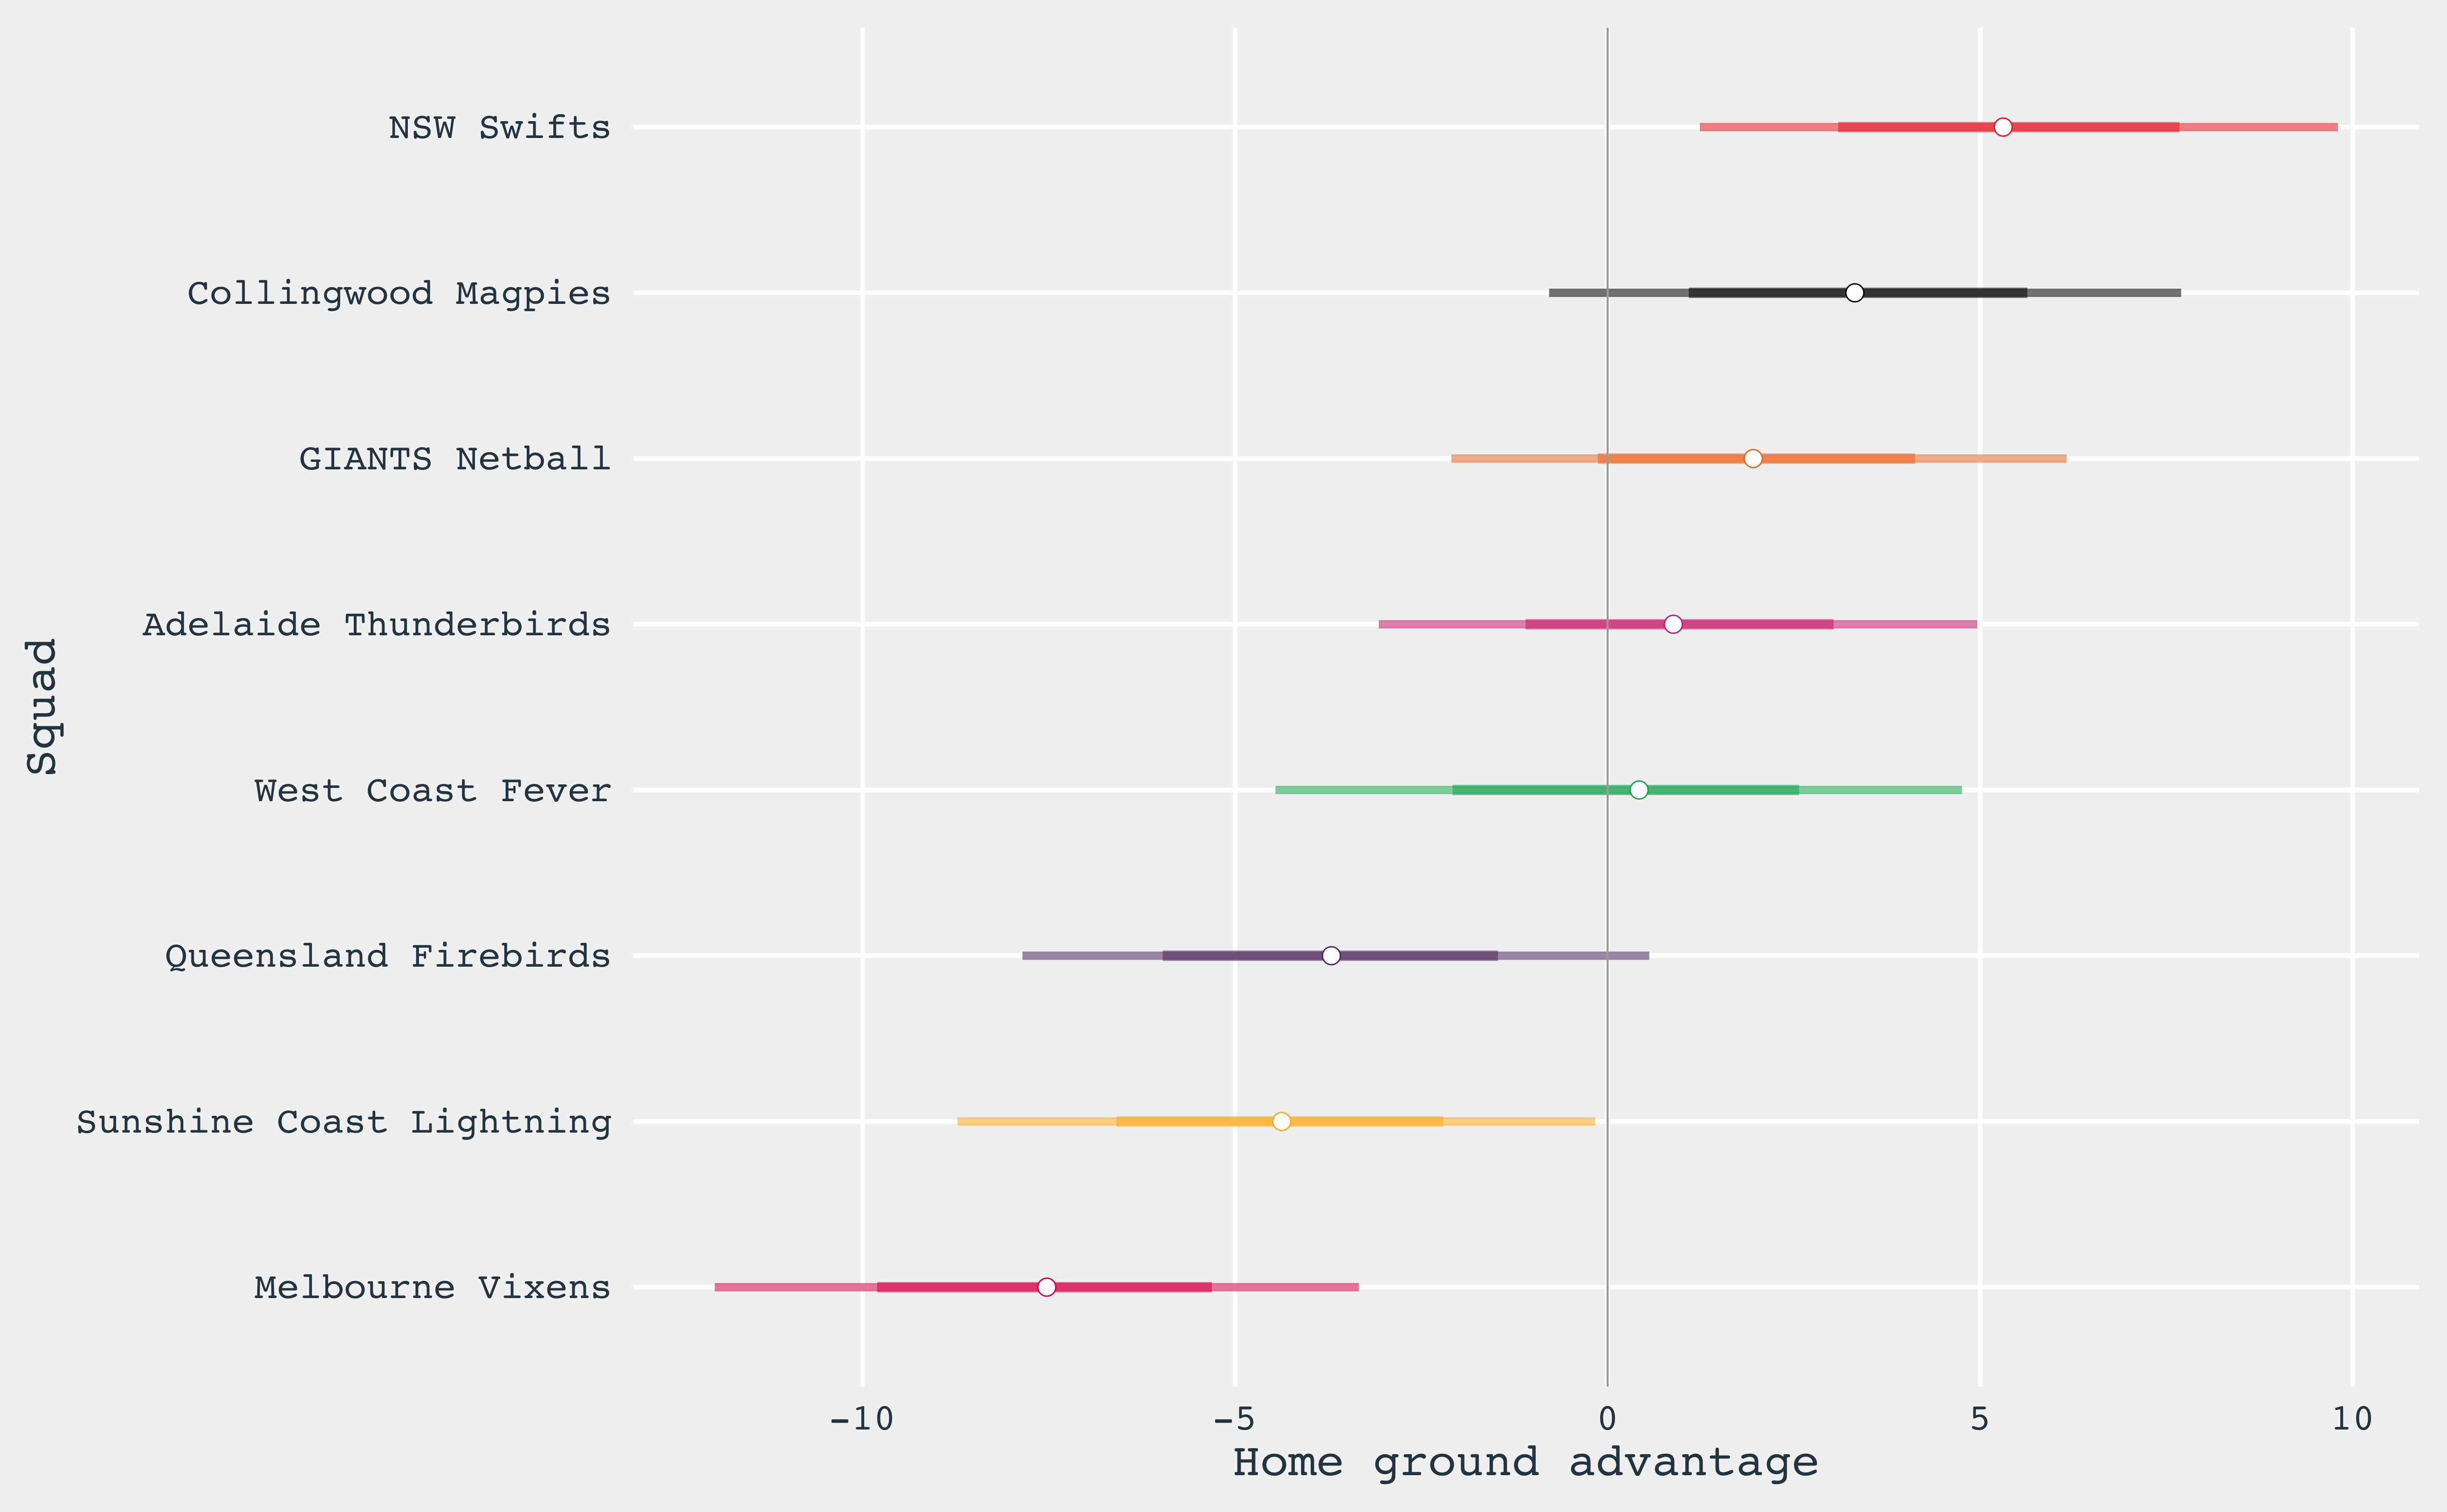 NSW Swifts
Collingwood Magpies
GIANTS Netball
Adelaide Thunderbirds
West Coast Fever
Queensland Firebirds
Sunshine Coast Lightning
Melbourne Vixens
Squad
-10 -5 0 5 10
Home ground advantage